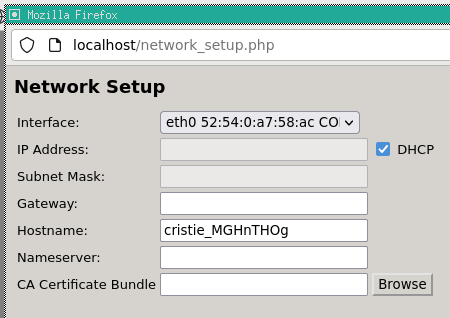 Mozilla Firefox
localhost/network_setup.php
Network Setup
Interface: eth0 52:54:0:a7:58:ac CO
IP Address: DHCP
Subnet Mask:
Gateway:
Hostname: cristie_MGHnTHOg
Nameserver:
CA Certificate Bundle Browse